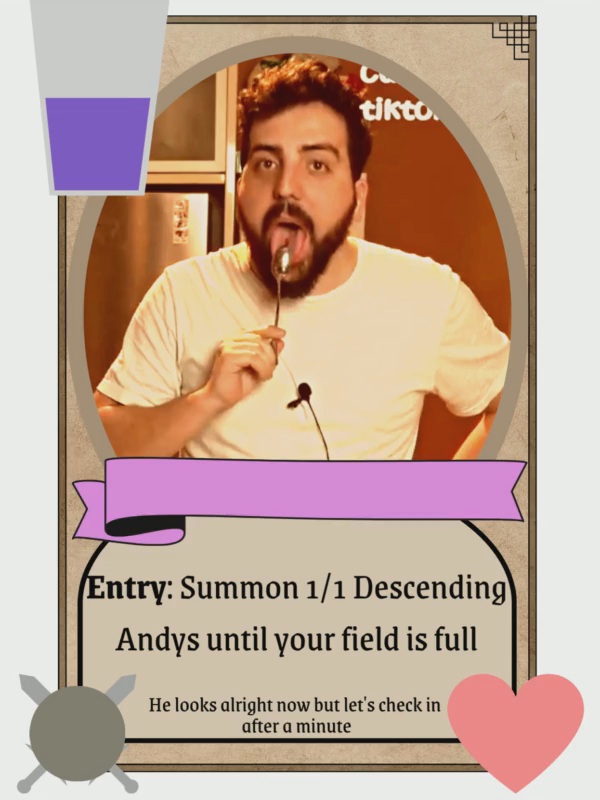 tiktok
Entry: Summon 1/1 Descending
Andys until your field is full
He looks alright now but let's check in
after a minute